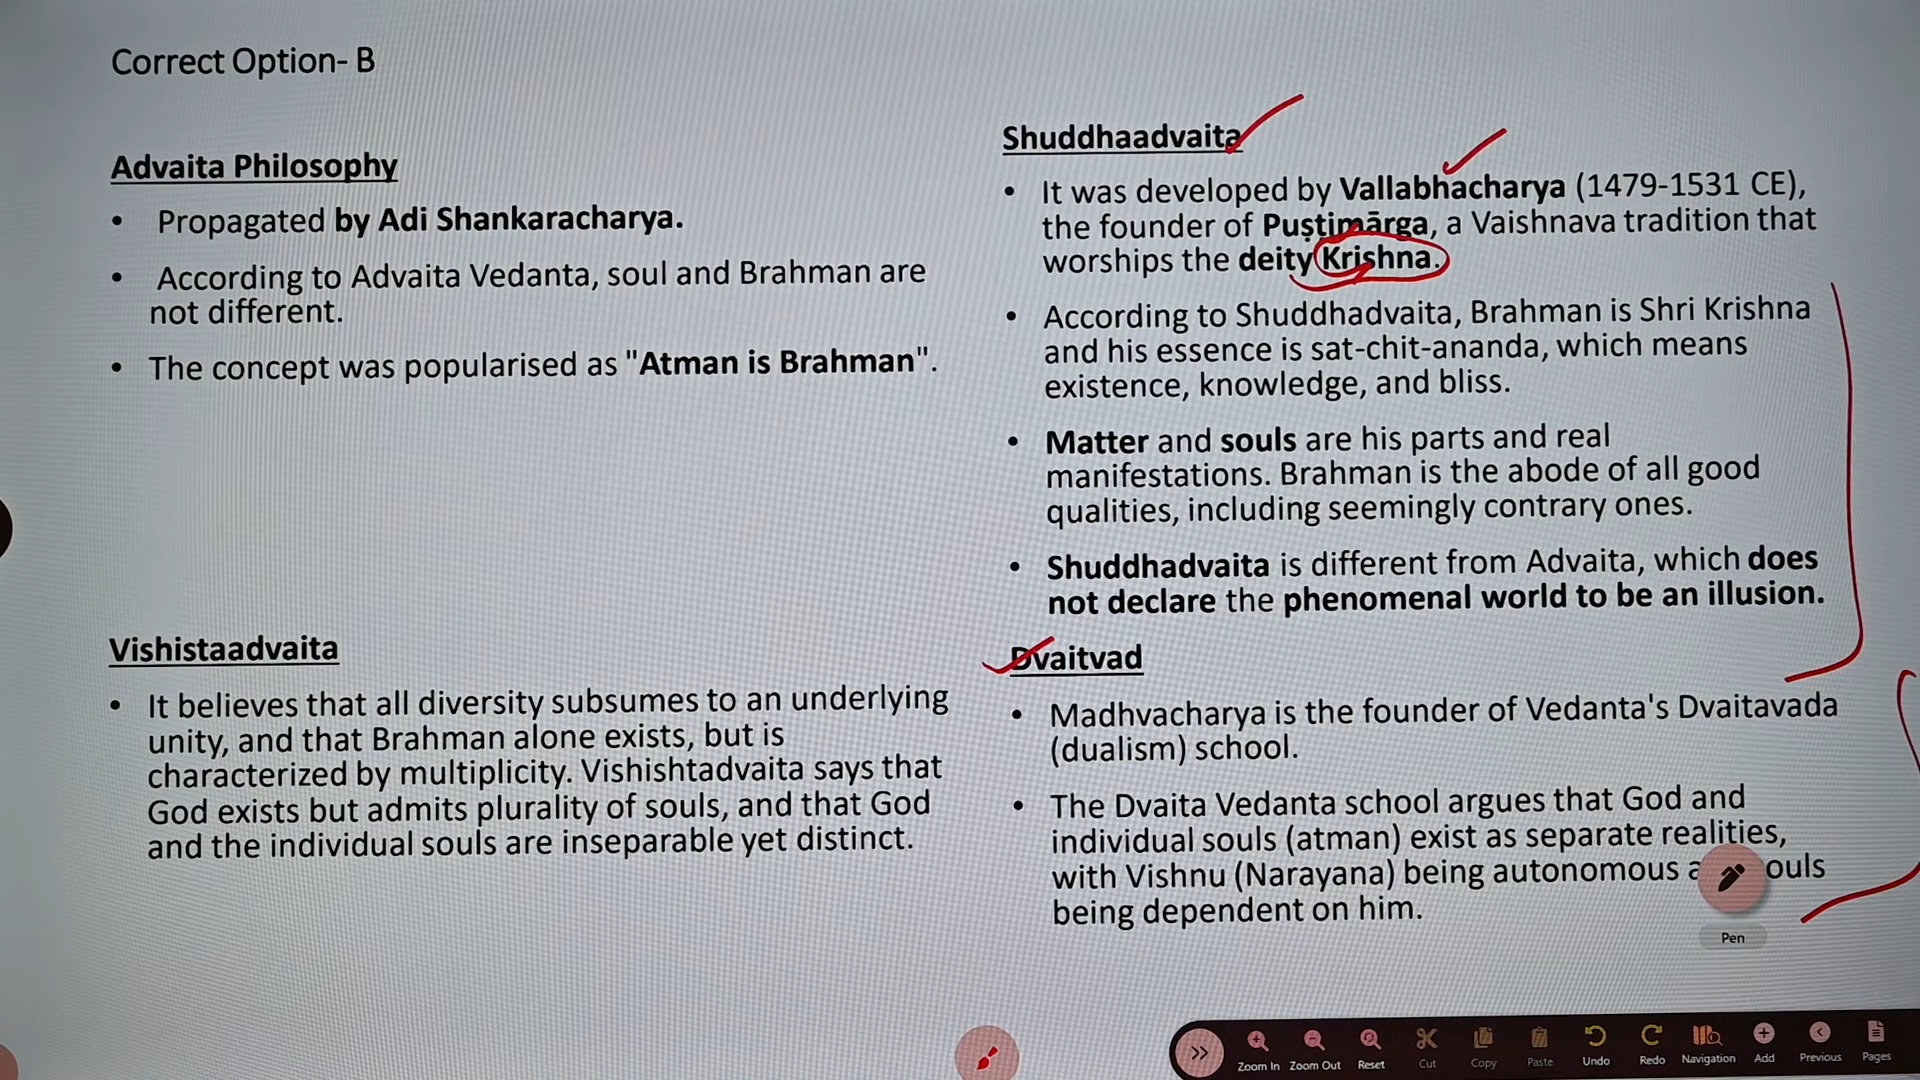 Correct Option- B
Advaita Philosophy
• Propagated by Adi Shankaracharya.
• According to Advaita Vedanta, soul and Brahman are
not different.
• The concept was popularised as "Atman is Brahman".
Vishistaadvaita
• It believes that all diversity subsumes to an underlying
unity, and that Brahman alone exists, but is
characterized by multiplicity. Vishishtadvaita says that
God exists but admits plurality of souls, and that God
and the individual souls are inseparable yet distinct.
Shuddhaadvaita
• It was developed by Vallabhacharya (1479-1531 CE),
the founder of Puṣṭimārga, a Vaishnava tradition that
worships the deity Krishna.
• According to Shuddhadvaita, Brahman is Shri Krishna
and his essence is sat-chit-ananda, which means
existence, knowledge, and bliss.
• Matter and souls are his parts and real
manifestations. Brahman is the abode of all good
qualities, including seemingly contrary ones.
• Shuddhadvaita is different from Advaita, which does
not declare the phenomenal world to be an illusion.
Dvaitvad
• Madhvacharya is the founder of Vedanta's Dvaitavada
(dualism) school.
• The Dvaita Vedanta school argues that God and
individual souls (atman) exist as separate realities,
with Vishnu (Narayana) being autonomous
being dependent on him.
Pen
Zoom In Zoom Out Reset Cut Copy Paste Undo Redo Navigation Add Previous Pages